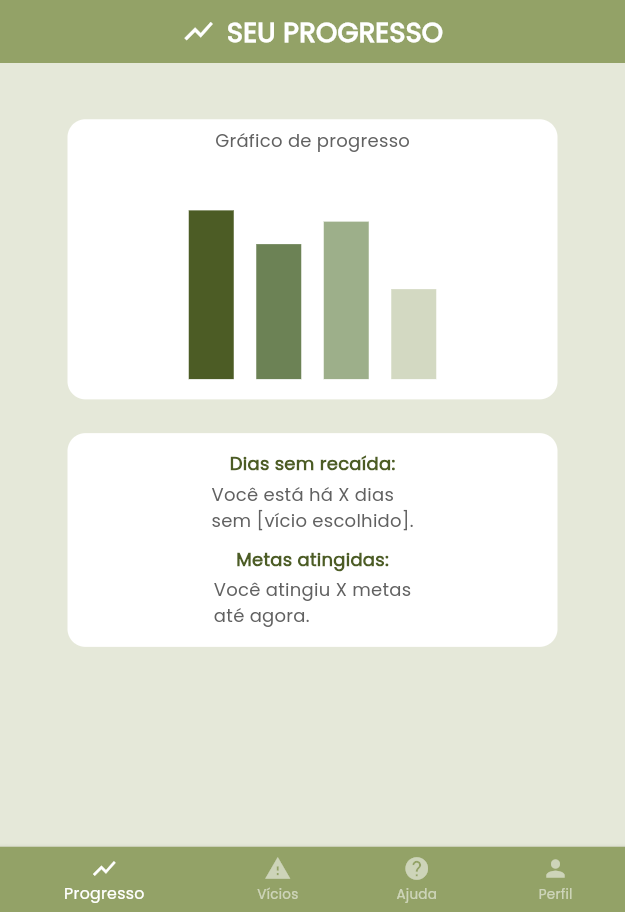 SEU PROGRESSO
Gráfico de progresso
Dias sem recaída:
Você está há X dias
sem [vício escolhido].
Metas atingidas:
Você atingiu X metas
até agora.
Progresso
Vícios
Ajuda
Perfil